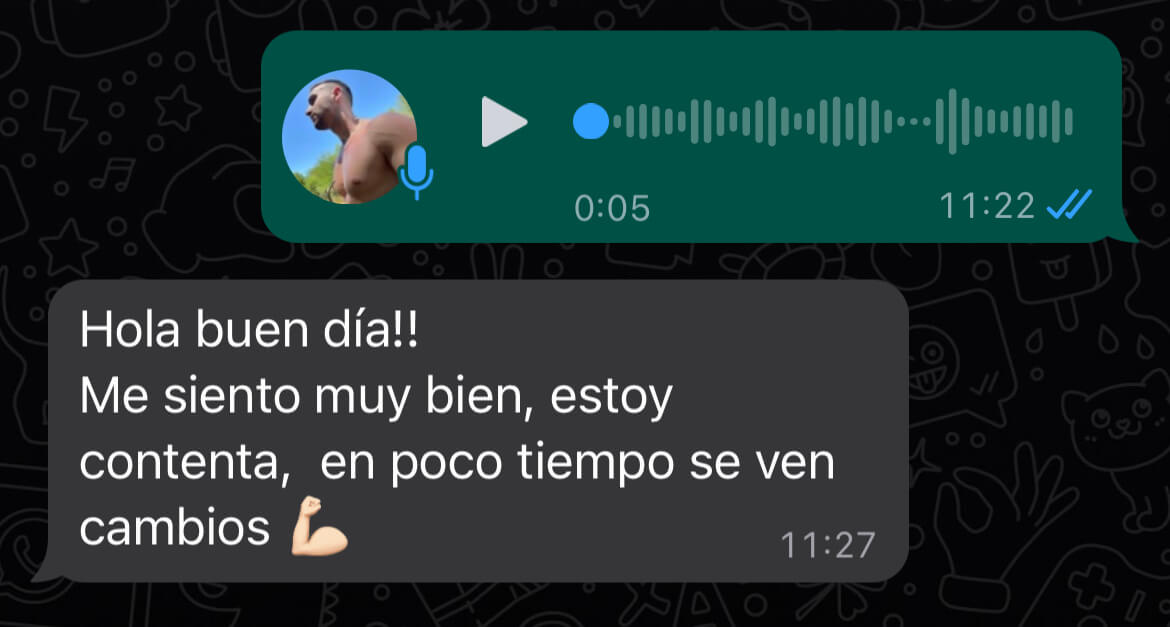 0:05
11:22
Hola buen día!!
Me siento muy bien, estoy
contenta,  en poco tiempo se ven
cambios 💪🏻
11:27